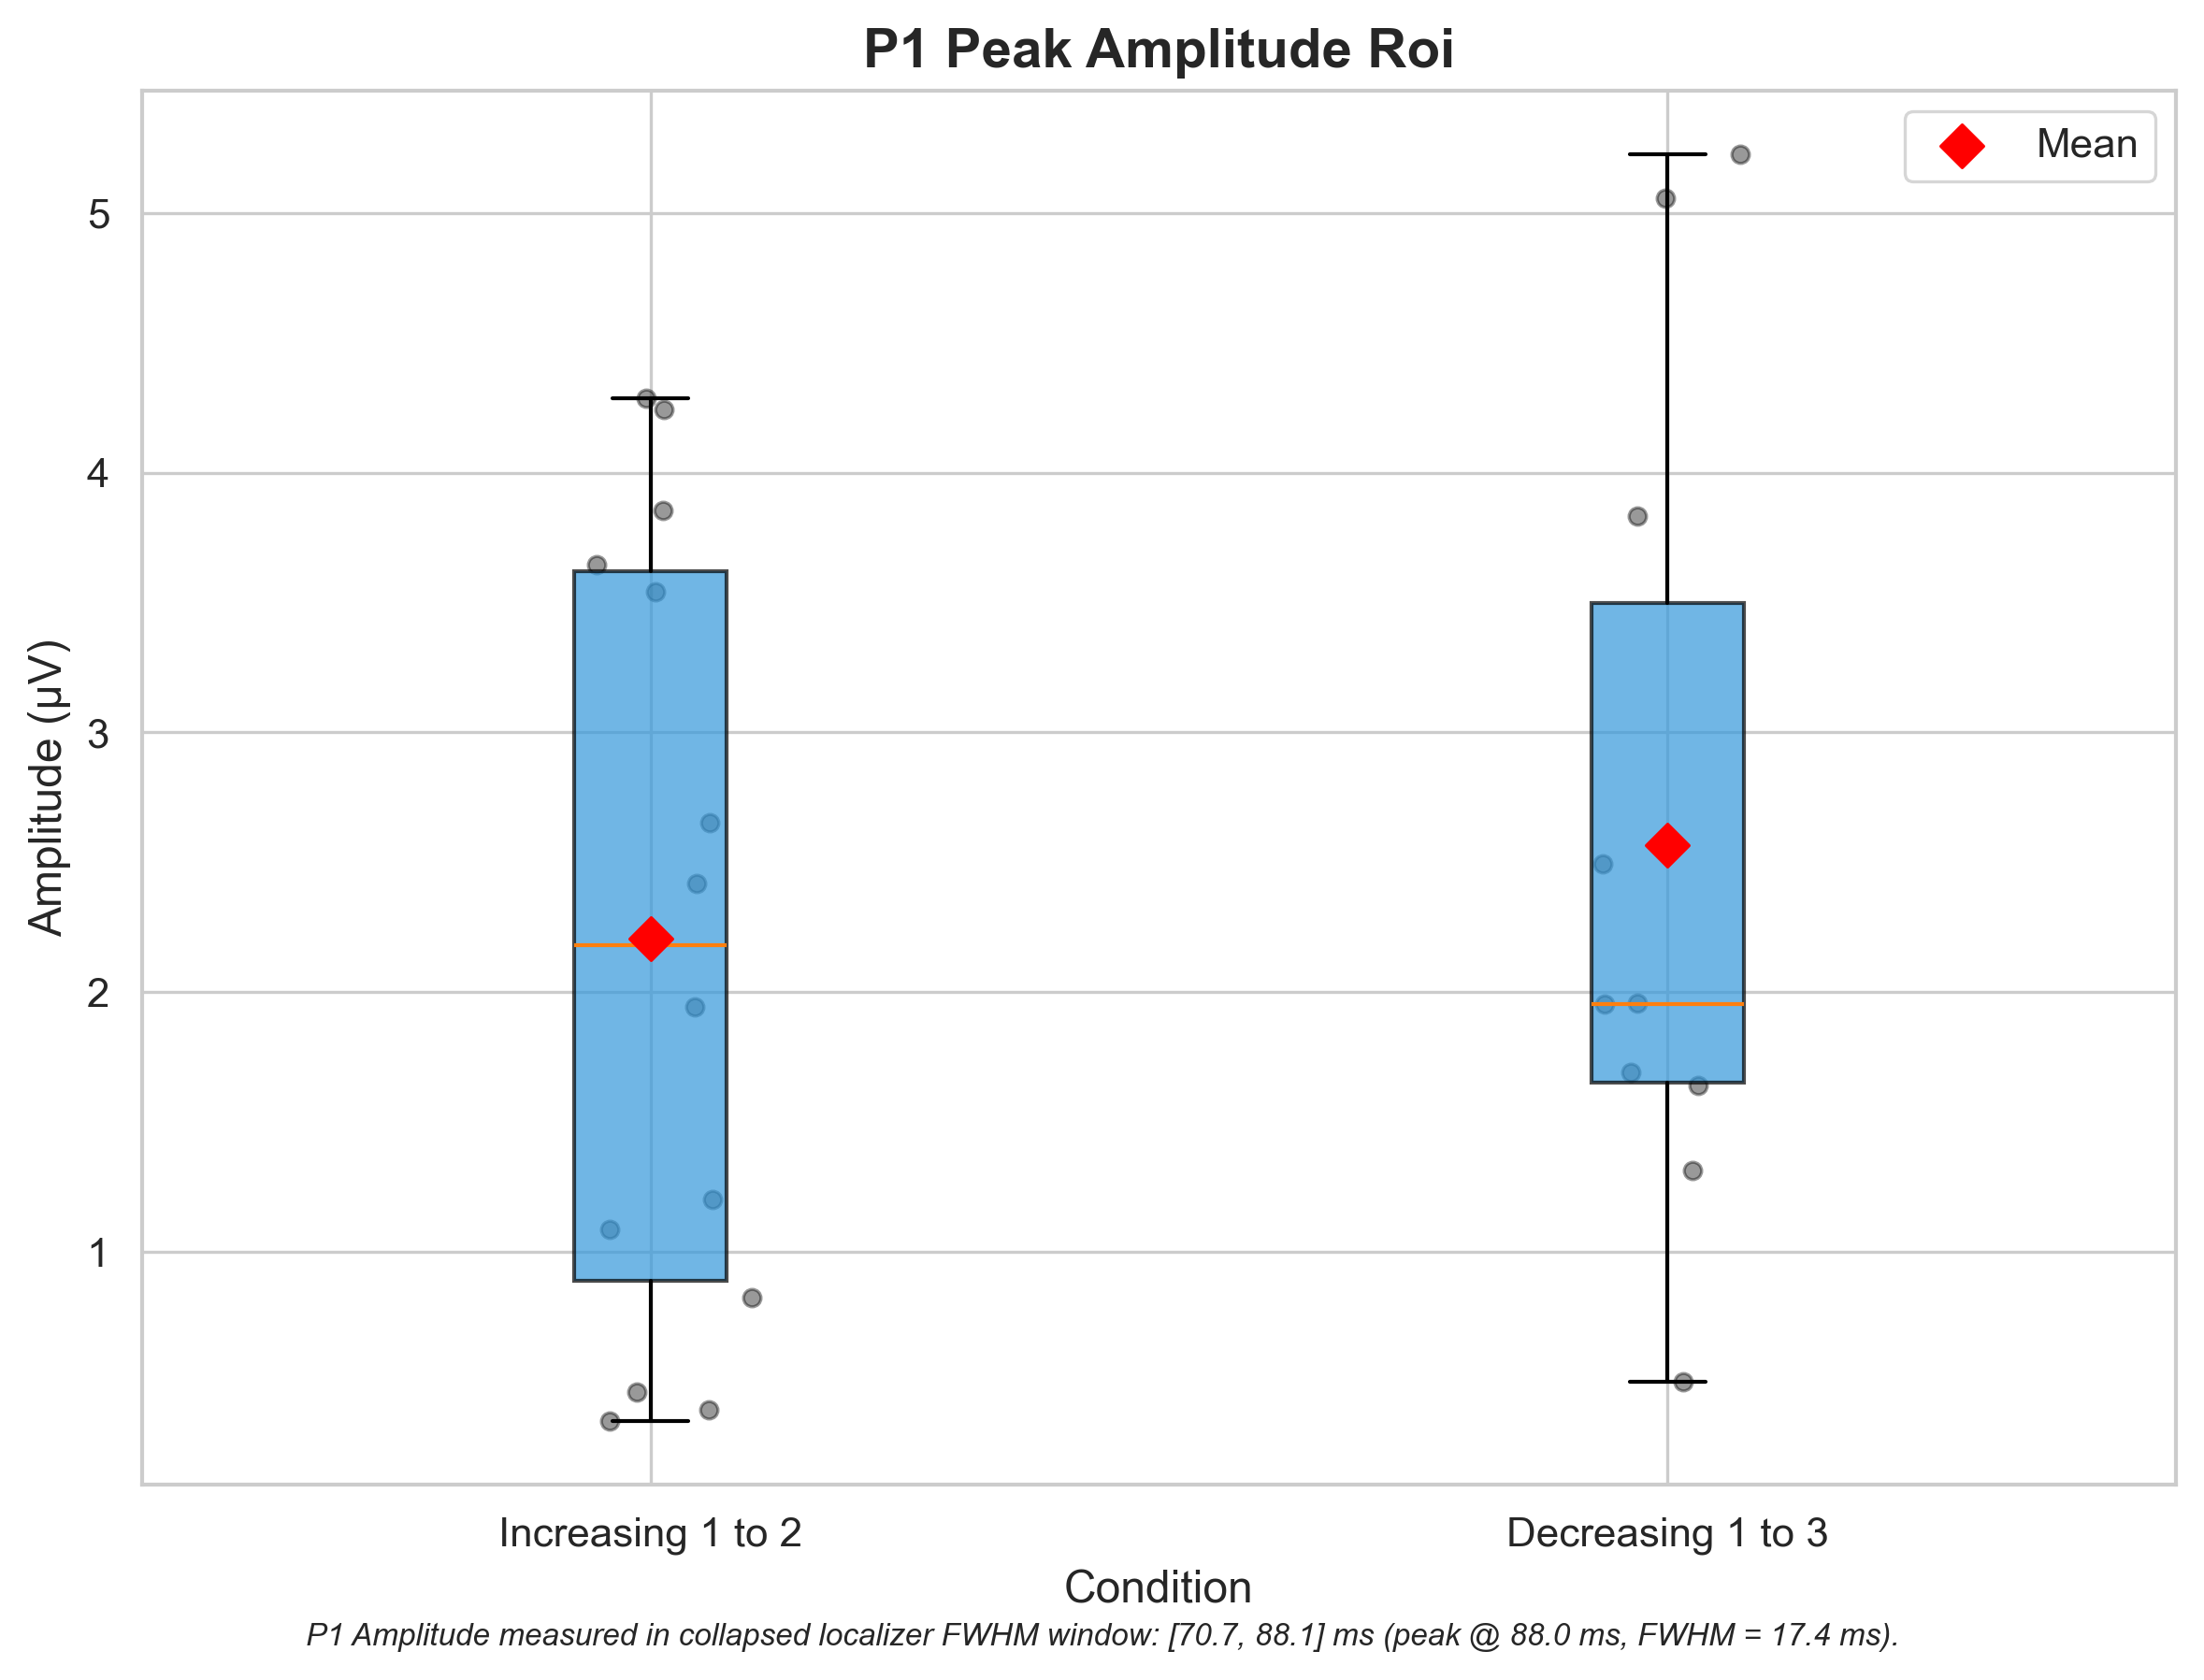 P1 Peak Amplitude Roi
Mean
Amplitude (µV)
5
4
3
2
1
Increasing 1 to 2
Decreasing 1 to 3
Condition
P1 Amplitude measured in collapsed localizer FWHM window: [70.7, 88.1] ms (peak @ 88.0 ms, FWHM = 17.4 ms).